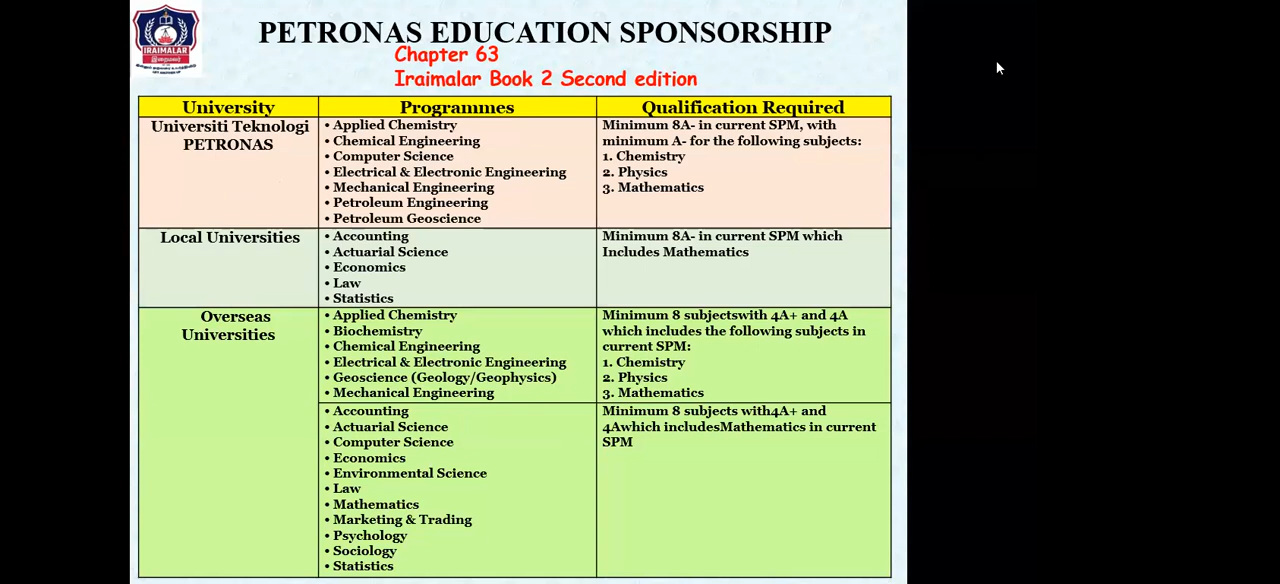 PETRONAS EDUCATION SPONSORSHIP
Chapter 63
Iraimalar Book 2 Second edition
IRAIMALAR
இறைமலர்
University
Programmes
Qualification Required
Universiti Teknologi
PETRONAS
• Applied Chemistry
• Chemical Engineering
• Computer Science
• Electrical & Electronic Engineering
• Mechanical Engineering
• Petroleum Engineering
• Petroleum Geoscience
Minimum 8A- in current SPM, with
minimum A- for the following subjects:
1. Chemistry
2. Physics
3. Mathematics
Local Universities
• Accounting
• Actuarial Science
• Economics
• Law
• Statistics
Minimum 8A- in current SPM which
Includes Mathematics
Overseas
Universities
• Applied Chemistry
• Biochemistry
• Chemical Engineering
• Electrical & Electronic Engineering
• Geoscience (Geology/Geophysics)
• Mechanical Engineering
Minimum 8 subjectswith 4A+ and 4A
which includes the following subjects in
current SPM:
1. Chemistry
2. Physics
3. Mathematics
• Accounting
• Actuarial Science
• Computer Science
• Economics
• Environmental Science
• Law
• Mathematics
• Marketing & Trading
• Psychology
• Sociology
• Statistics
Minimum 8 subjects with4A+ and
4Awhich includesMathematics in current
SPM